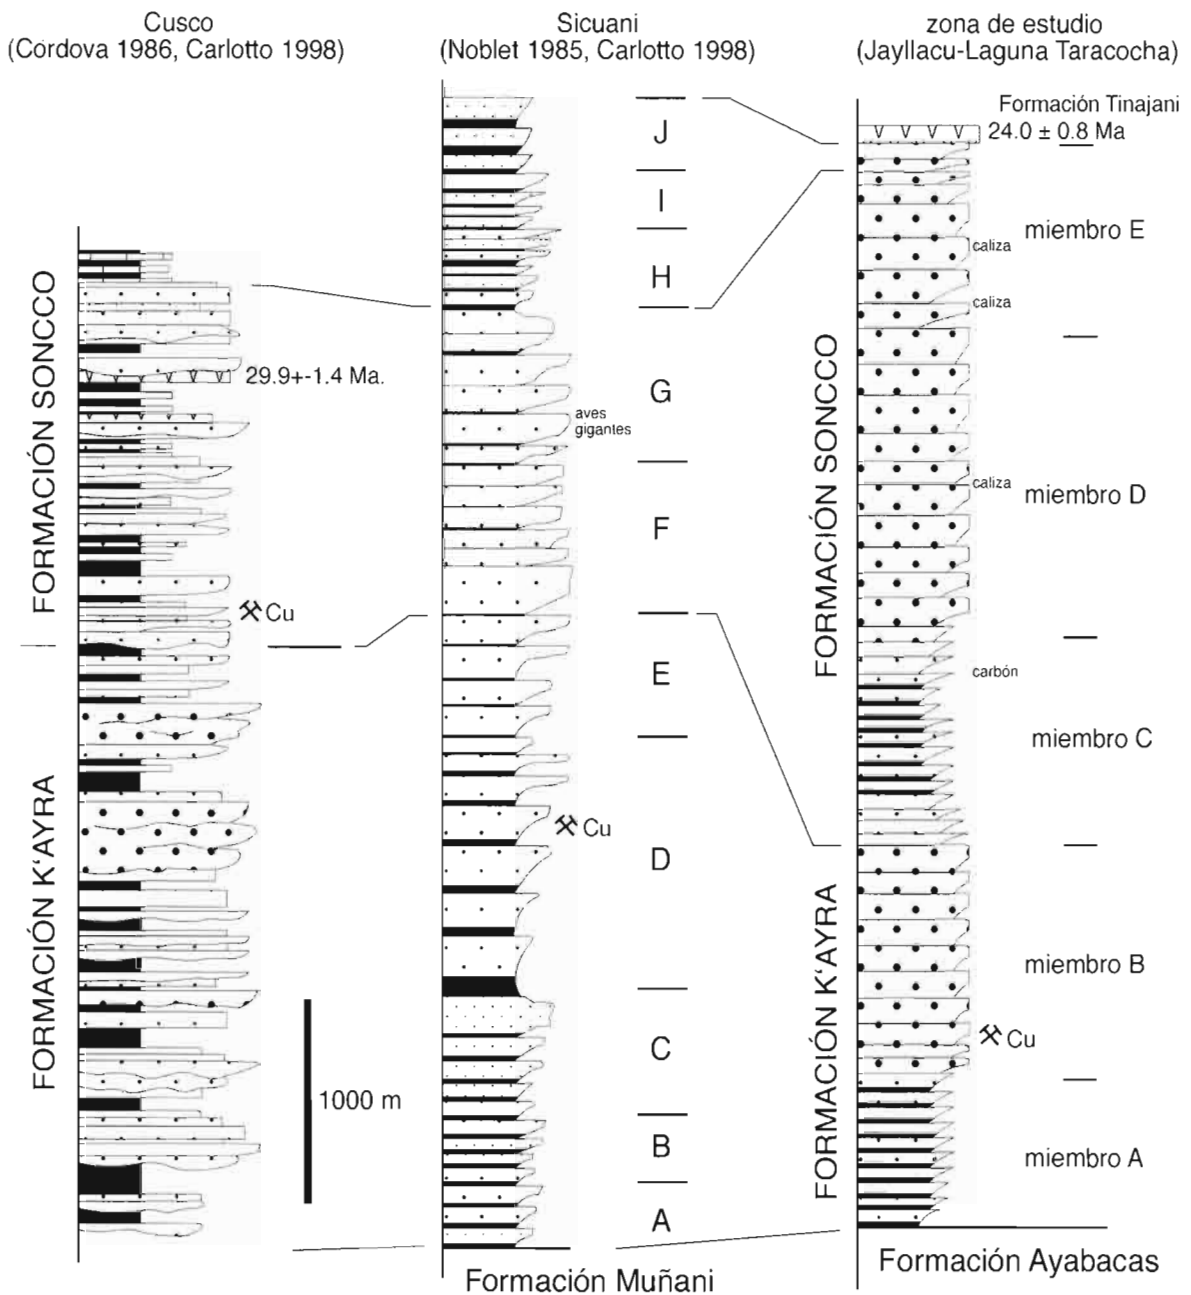 Cusco
(Córdova 1986, Carlotto 1998)
Sicuani
(Noblet 1985, Carlotto 1998)
zona de estudio
(Jayllacu-Laguna Taracocha)
FORMACIÓN SONCCO
29.9+-1.4 Ma.
Cu
FORMACIÓN K'AYRA
1000 m
J
I
H
G
aves
gigantes
F
E
D
Cu
C
B
A
Formación Muñani
Formación Tinajani
24.0 ± 0.8 Ma
FORMACIÓN SONCCO
miembro E
caliza
caliza
miembro D
caliza
carbón
miembro C
FORMACIÓN K'AYRA
miembro B
Cu
miembro A
Formación Ayabacas